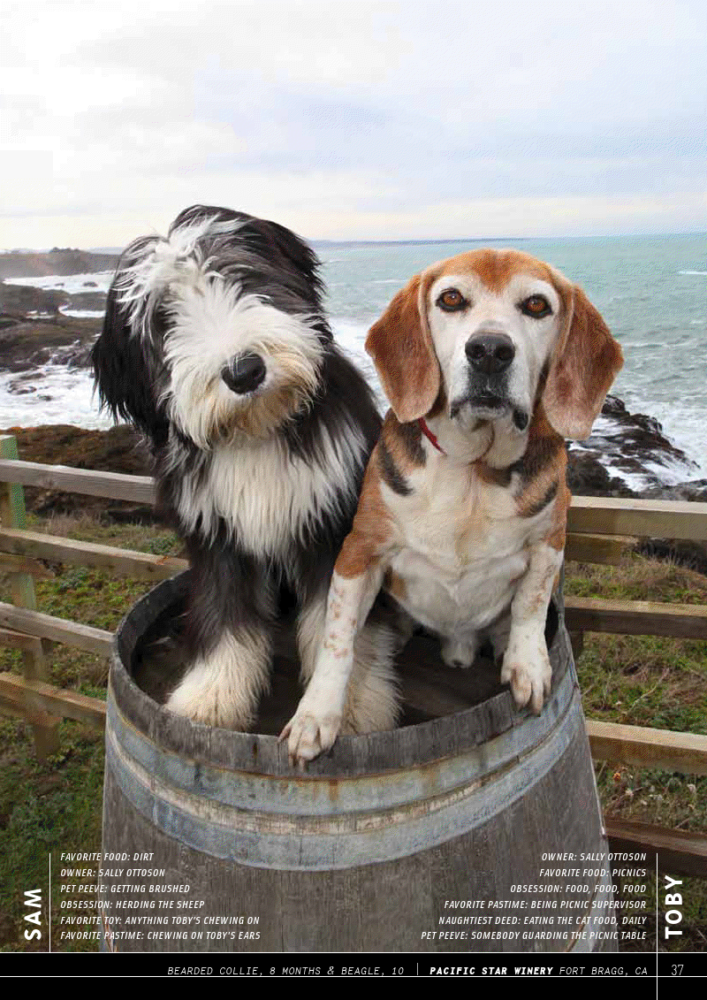 SAM
FAVORITE FOOD: DIRT
OWNER: SALLY OTTOSON
PET PEEVE: GETTING BRUSHED
OBSESSION: HERDING THE SHEEP
FAVORITE TOY: ANYTHING TOBY'S CHEWING ON
FAVORITE PASTIME: CHEWING ON TOBY'S EARS
OWNER: SALLY OTTOSON
FAVORITE FOOD: PICNICS
OBSESSION: FOOD, FOOD, FOOD
FAVORITE PASTIME: BEING PICNIC SUPERVISOR
NAUGHTIEST DEED: EATING THE CAT FOOD, DAILY
PET PEEVE: SOMEBODY GUARDING THE PICNIC TABLE
TOBY
BEARDED COLLIE, 8 MONTHS & BEAGLE, 10 | PACIFIC STAR WINERY FORT BRAGG, CA 37